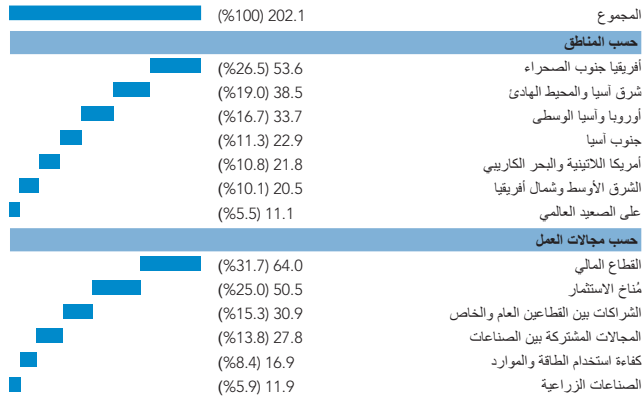 المجموع 202.1 (%100)
حسب المناطق
أفريقيا جنوب الصحراء 53.6 (%26.5)
شرق آسيا والمحيط الهادئ 38.5 (%19.0)
أوروبا وآسيا الوسطى 33.7 (%16.7)
جنوب آسيا 22.9 (%11.3)
أمريكا اللاتينية والبحر الكاريبي 21.8 (%10.8)
الشرق الأوسط وشمال أفريقيا 20.5 (%10.1)
على الصعيد العالمي 11.1 (%5.5)
حسب مجالات العمل
القطاع المالي 64.0 (%31.7)
مُناخ الاستثمار 50.5 (%25.0)
الشراكات بين القطاعين العام والخاص 30.9 (%15.3)
المجالات المشتركة بين الصناعات 27.8 (%13.8)
كفاءة استخدام الطاقة والموارد 16.9 (%8.4)
الصناعات الزراعية 11.9 (%5.9)